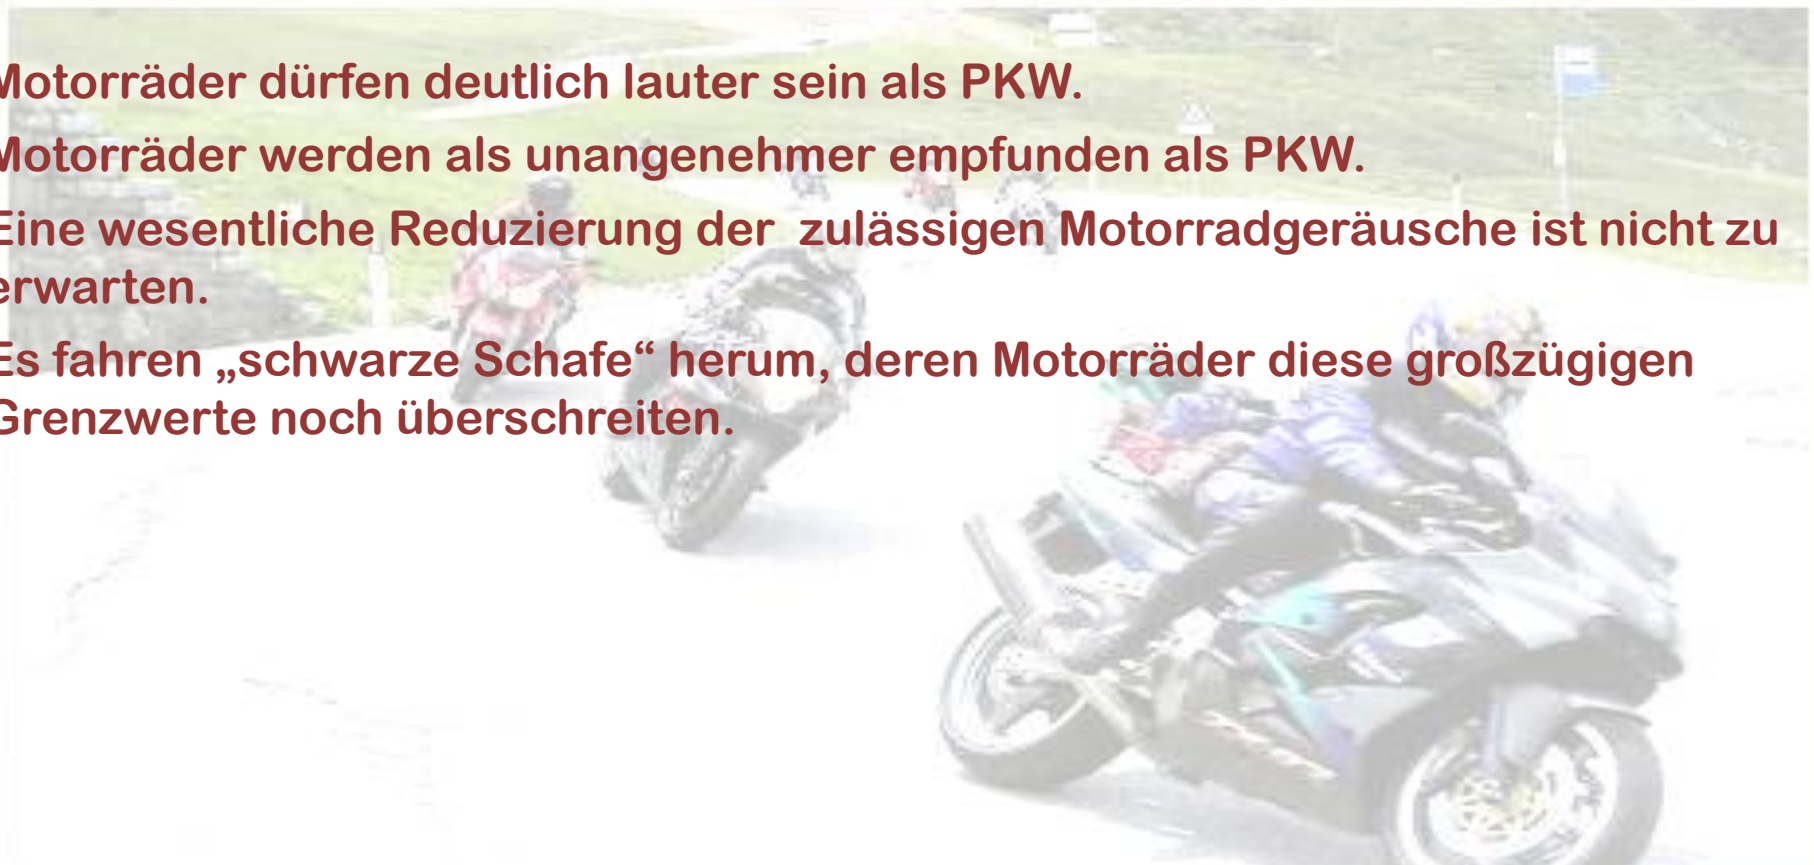 Motorräder dürfen deutlich lauter sein als PKW.
Motorräder werden als unangenehmer empfunden als PKW.
Eine wesentliche Reduzierung der  zulässigen Motorradgeräusche ist nicht zu
erwarten.
Es fahren „schwarze Schafe“ herum, deren Motorräder diese großzügigen
Grenzwerte noch überschreiten.